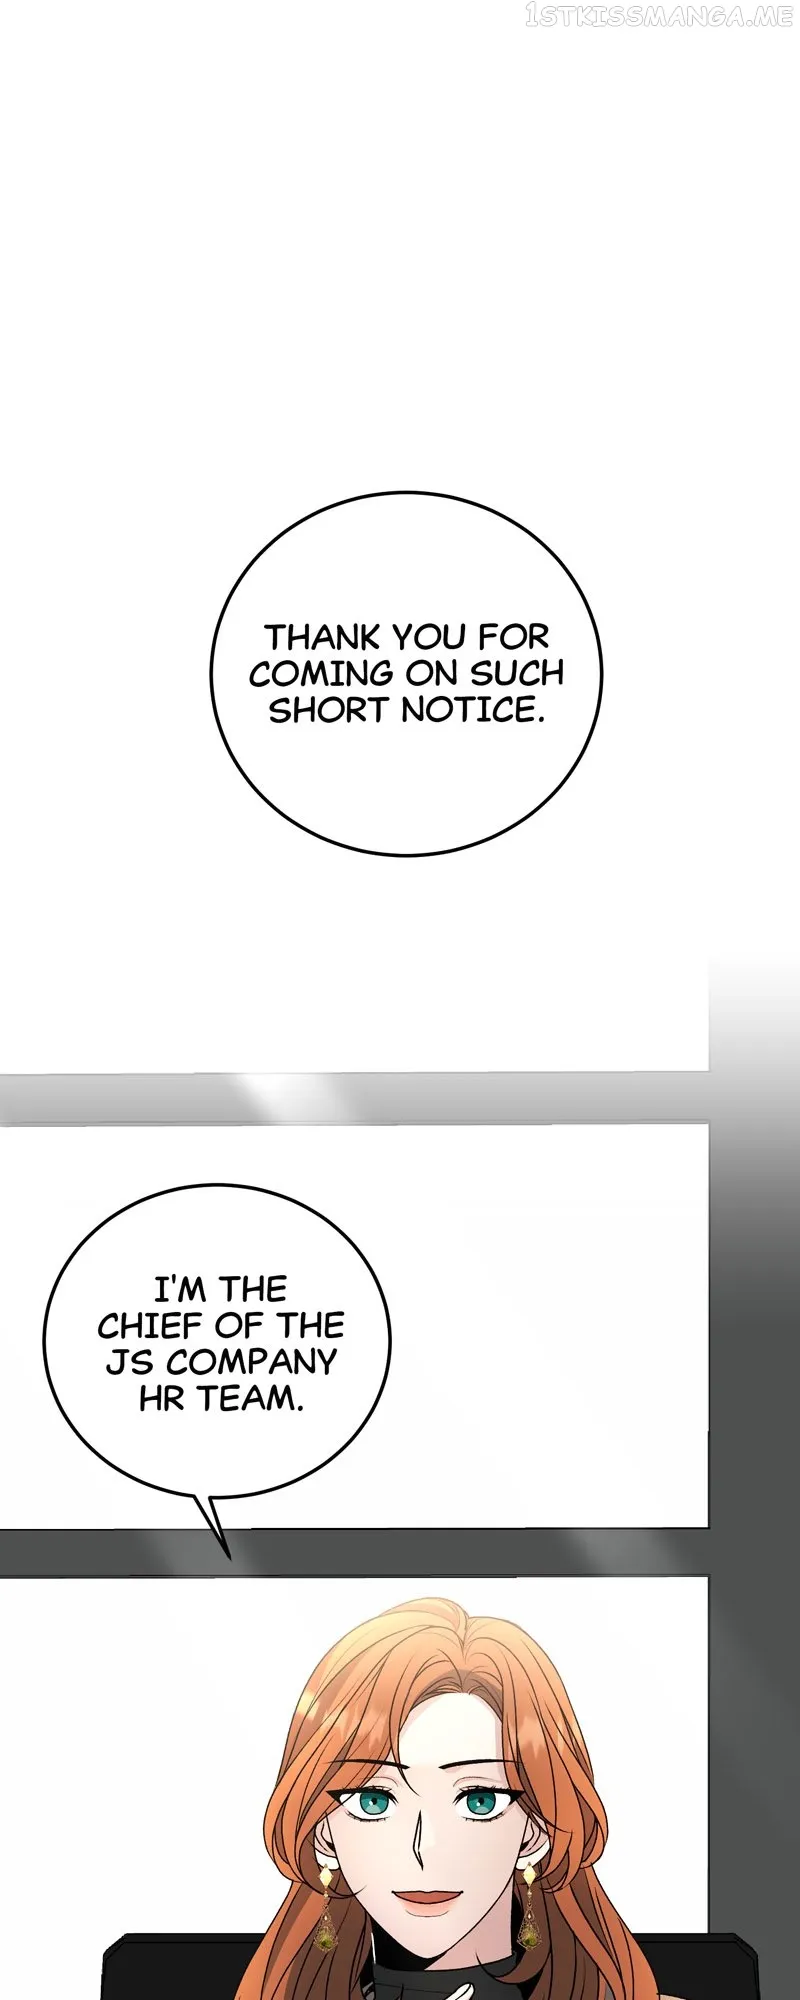 1STKISSMANGA.ME
THANK YOU FOR
COMING ON SUCH
SHORT NOTICE.
I'M THE
CHIEF OF THE
JS COMPANY
HR TEAM.